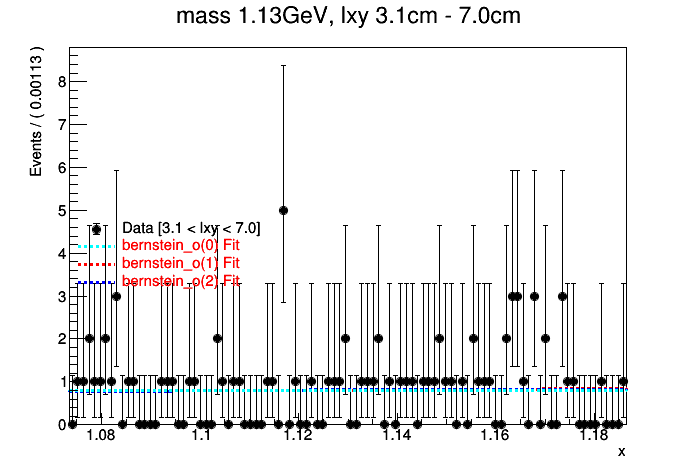 mass 1.13GeV, lxy 3.1cm - 7.0cm
Events / ( 0.00113 )
8
7
6
5
4
3
2
1
0
Data [3.1 < lxy < 7.0]
bernstein_o(0) Fit
bernstein_o(1) Fit
bernstein_o(2) Fit
1.08 1.1 1.12 1.14 1.16 1.18
x